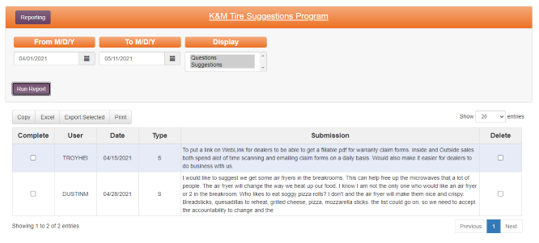 Reporting
K&M Tire Suggestions Program
From M/D/Y To M/D/Y Display
04/01/2021 05/11/2021 Questions
Suggestions
Run Report
Copy Excel Export Selected Print Show 20 entries
Complete User Date Type Submission Delete
To put a link on WebLink for dealers to be able to get a fillable pdf for warranty claim forms. Inside and Outside sales
TROYHEI 04/15/2021 S both spend alot of time scanning and emailing claim forms on a daily basis. Would also make it easier for dealers to
do business with us.
I would like to suggest we get some air fryers in the breakrooms. This can help free up the microwaves that a lot of
people. The air fryer will change the way we heat up our food. I know I am not the only one who would like an air fryer
DUSTINM 04/28/2021 S or 2 in the breakroom. Who likes to eat soggy pizza rolls? I don't and the air fryer will make them nice and crispy.
Breadsticks, quesadillas to reheat, grilled cheese, pizza, mozzarella sticks. the list could go on, so we need to accept
the accountability to change and the
Showing 1 to 2 of 2 entries Previous 1 Next